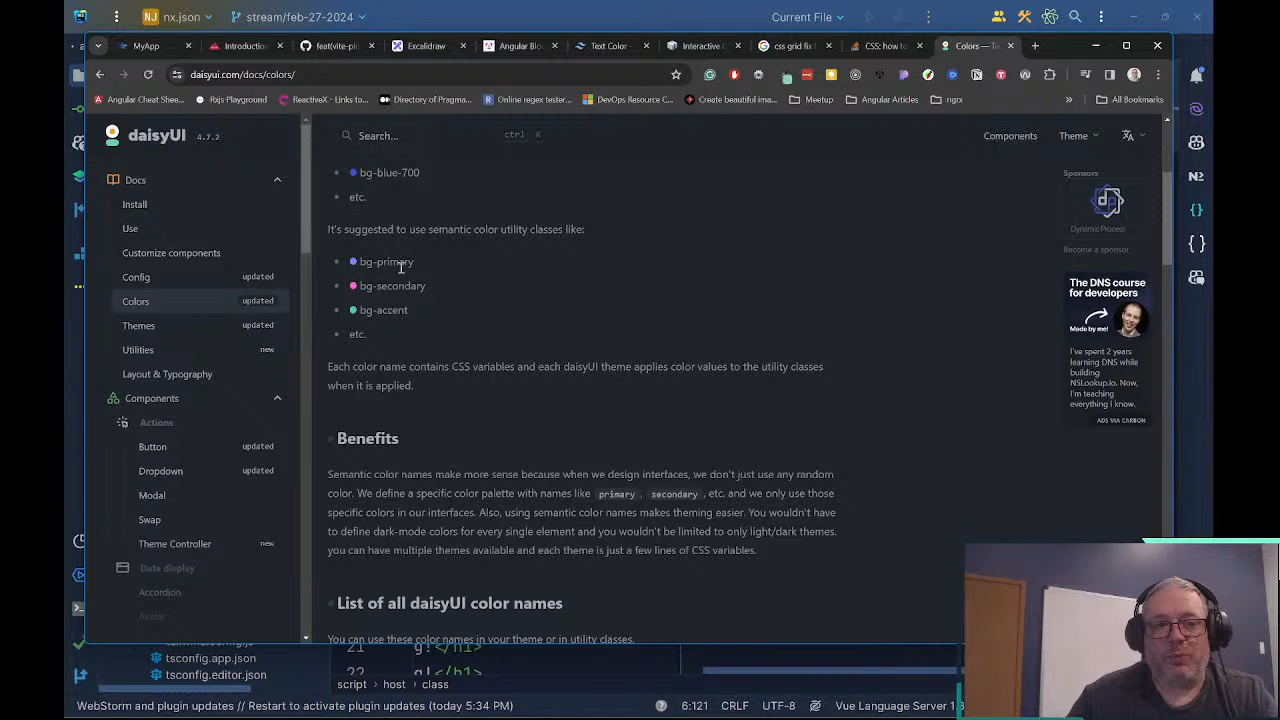 nx.json
stream/feb-27-2024
Current File
MyApp
Introduction
feat(vite-plu
Excalidraw
Angular Bloc
Text Color -
Interactive C
css grid fix
CSS: how to
Colors — Ta
daisyui.com/docs/colors/
Angular Cheat Shee...
Rxjs Playground
ReactiveX - Links to...
Directory of Pragma...
Online regex tester...
DevOps Resource C...
Create beautiful ima...
Meetup
Angular Articles
ngrx
All Bookmarks
daisyUI 4.7.2
Search...
ctrl K
Components
Theme
Docs
Install
Use
Customize components
Config updated
Colors updated
Themes updated
Utilities new
Layout & Typography
Components
Actions
Button updated
Dropdown updated
Modal
Swap
Theme Controller new
Data display
Accordion
Avatar
bg-blue-700
etc.
It's suggested to use semantic color utility classes like:
bg-primary
bg-secondary
bg-accent
etc.
Each color name contains CSS variables and each daisyUI theme applies color values to the utility classes
when it is applied.
# Benefits
Semantic color names make more sense because when we design interfaces, we don't just use any random
color. We define a specific color palette with names like primary, secondary, etc. and we only use those
specific colors in our interfaces. Also, using semantic color names makes theming easier. You wouldn't have
to define dark-mode colors for every single element and you wouldn't be limited to only light/dark themes.
you can have multiple themes available and each theme is just a few lines of CSS variables.
# List of all daisyUI color names
You can use these color names in your theme or in utility classes.
Sponsors
dp
Dynamic Process
Become a sponsor
The DNS course
for developers
Made by me!
I've spent 2 years
learning DNS while
building
NSLookup.io. Now,
I'm teaching
everything I know.
ADS VIA CARBON
tsconfig.app.json
tsconfig.editor.json
21 g!</h1>
22 g!</h1>
script > host > class
WebStorm and plugin updates // Restart to activate plugin updates (today 5:34 PM)
6:121
CRLF
UTF-8
Vue Language Server 1.8